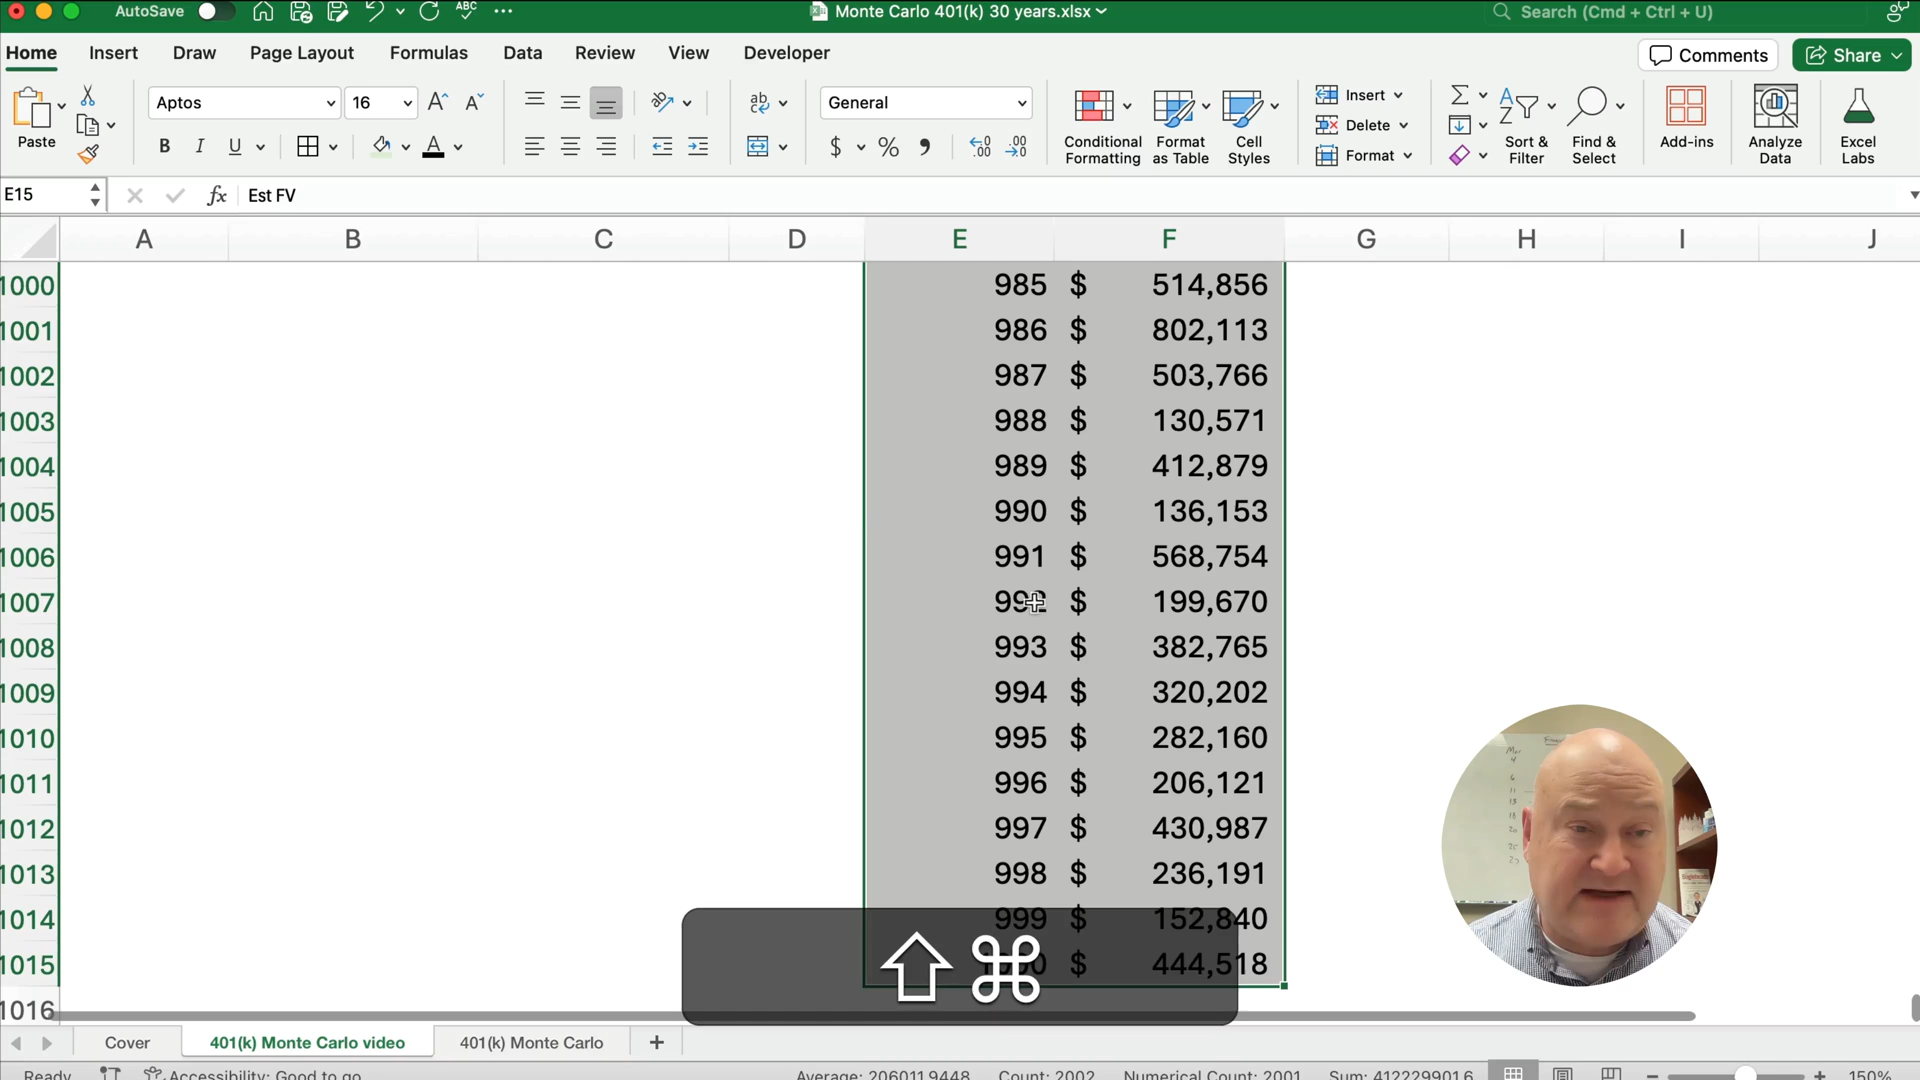 AutoSave
ABC
Monte Carlo 401(k) 30 years.xlsx
Search (Cmd + Ctrl + U)
Home Insert Draw Page Layout Formulas Data Review View Developer
Comments
Share
Paste
Aptos
16
General
Conditional Formatting
Format as Table
Cell Styles
Insert
Delete
Format
Sort & Filter
Find & Select
Add-ins
Analyze Data
Excel Labs
E15
fx Est FV
A B C D E F G H I J
1000 985 $ 514,856
1001 986 $ 802,113
1002 987 $ 503,766
1003 988 $ 130,571
1004 989 $ 412,879
1005 990 $ 136,153
1006 991 $ 568,754
1007 992 $ 199,670
1008 993 $ 382,765
1009 994 $ 320,202
1010 995 $ 282,160
1011 996 $ 206,121
1012 997 $ 430,987
1013 998 $ 236,191
1014 999 $ 152,840
1015 1000 $ 444,518
1016
Cover 401(k) Monte Carlo video 401(k) Monte Carlo
Ready Accessibility: Good to go Average: 206011.9448 Count: 2002 Numerical Count: 2001 Sum: 412229901.6 150%